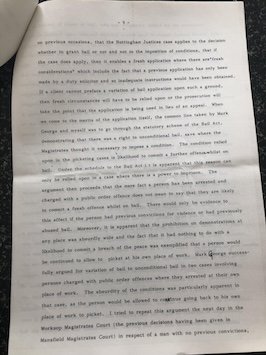 - 5 -
on previous occasions, that the Nottingham Justices case applies to the decision
whether to grant bail or not and not to the imposition of conditions, that if
the case does apply, then it enables a fresh application where there are "fresh
considerations" which include the fact that a previous application has only been
made by a Duty solicitor and so inadequate instructions would have been obtained.
If a client cannot preface a variation of bail application upon such a ground,
then fresh circumstances will have to be relied upon or the prosecution will
take the point that the application is being used in lieu of an appeal. When
we come to the merits of the application itself, the common line taken by Mark
George and myself was to go through the statutory scheme of the Bail Act,
demonstrating that there was a right to unconditional bail save where the
Magistrates thought it necessary to impose a condition. The condition relied
upon in the picketing cases is likelihood to commit a further offence whilst on
bail. Under the schedule to the Bail Act it is apparent that this reason can
only be relied upon in a case where there is a power to imprison. The
argument then proceeds that the mere fact a person has been arrested and
charged with a public order offence does not mean to say that they are likely
to commit a fresh offence whilst on bail. There would only be evidence to
this effect if the person had previous convictions for violence or had previously
abused bail. Moreover, it is apparent that the prohibition on demonstrations at
any place was absurdly wide and the fact that it had nothing to do with a
likelihood to commit a breach of the peace was exemplified that a person would
be continued to allow to picket at his own place of work. Mark George success-
fully argued for variation of bail to unconditional bail in two cases involving
persons charged with public order offences where they arrested at their own
place of work. The absurdity of the conditions was particularly apparent in
that case, as the person would be allowed to going back to his own
place of work to picket. I tried to repeat this argument the next day in the
Worksop Magistrates Court (the previous decisions having been given in
Mansfield Magistrates Court) in respect of a man with no previous convictions,